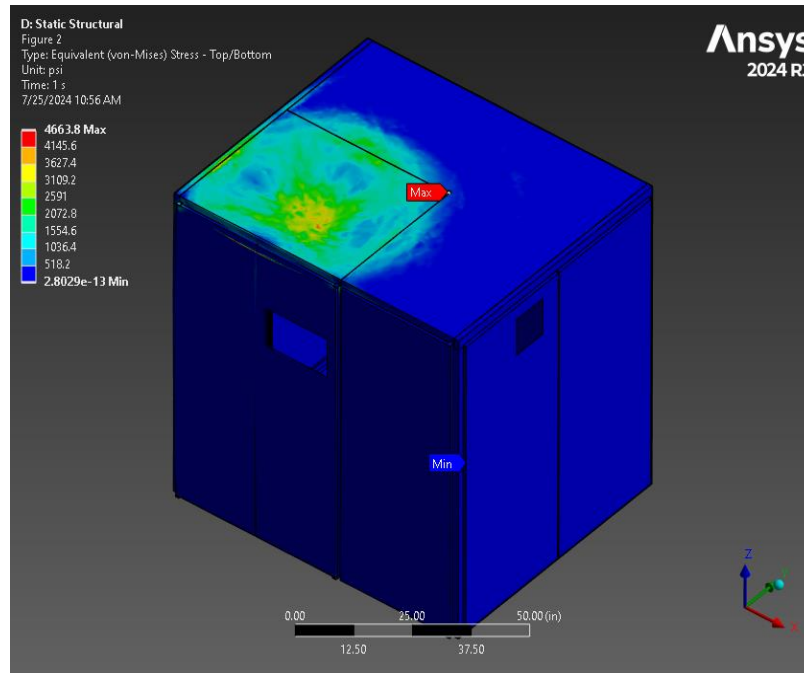 D: Static Structural
Figure 2
Type: Equivalent (von-Mises) Stress - Top/Bottom
Unit: psi
Time: 1 s
7/25/2024 10:56 AM
4663.8 Max
4145.6
3627.4
3109.2
2591
2072.8
1554.6
1036.4
518.2
2.8029e-13 Min
Ansys
2024
Max
Min
0.00 25.00 50.00 (in)
12.50 37.50
Z
X